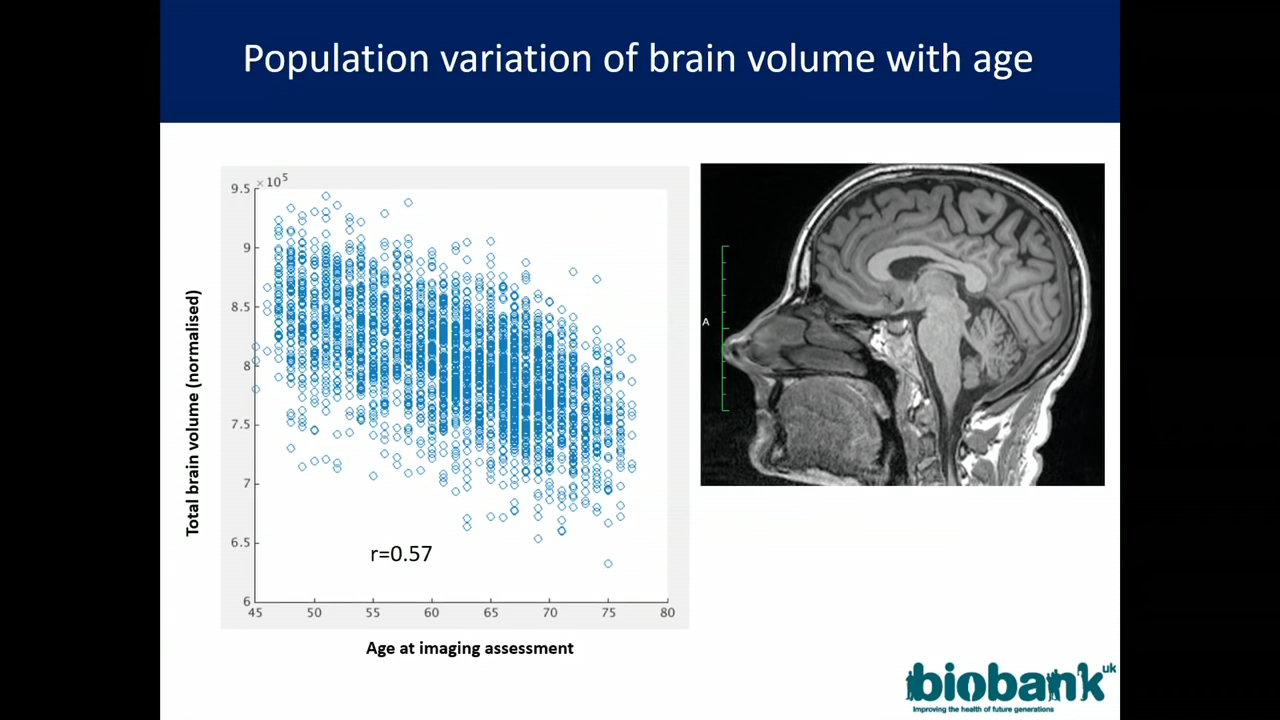 Population variation of brain volume with age
×10⁵
9.5
9
8.5
8
7.5
7
6.5
6
45 50 55 60 65 70 75 80
Total brain volume (normalised)
r=0.57
Age at imaging assessment
A
biobank uk
Improving the health of future generations